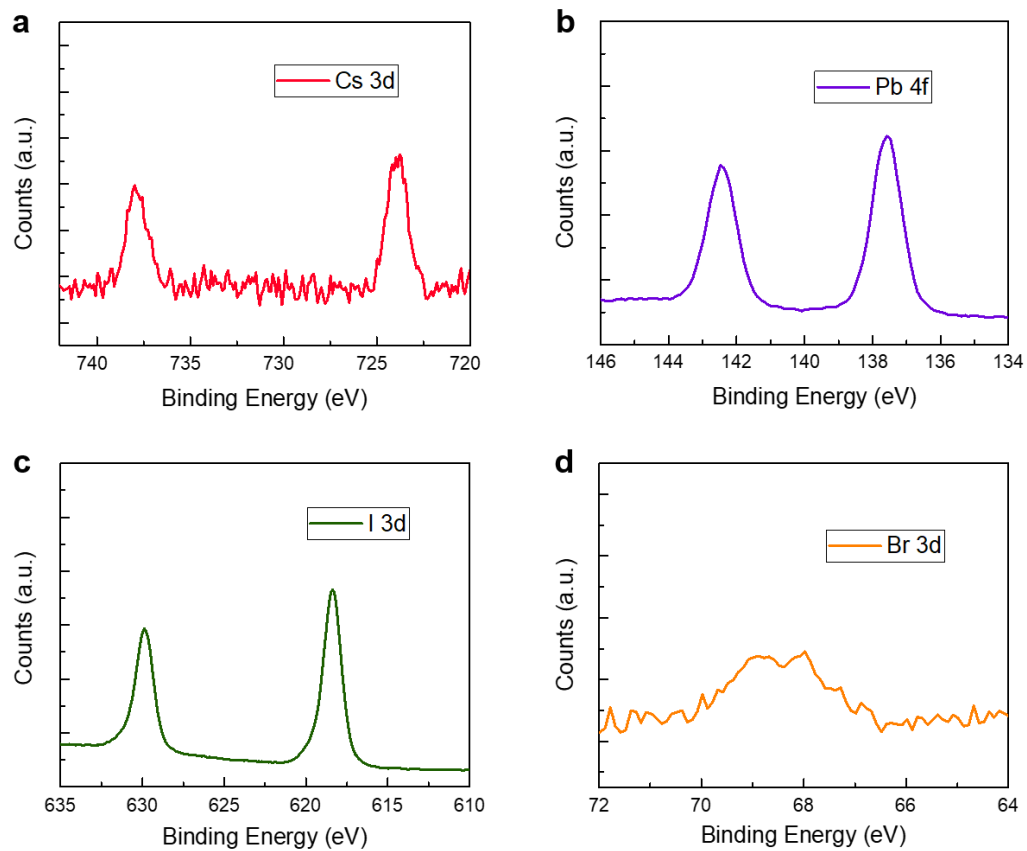 a
Cs 3d
Counts (a.u.)
740 735 730 725 720
Binding Energy (eV)
b
Pb 4f
Counts (a.u.)
146 144 142 140 138 136 134
Binding Energy (eV)
c
I 3d
Counts (a.u.)
635 630 625 620 615 610
Binding Energy (eV)
d
Br 3d
Counts (a.u.)
72 70 68 66 64
Binding Energy (eV)